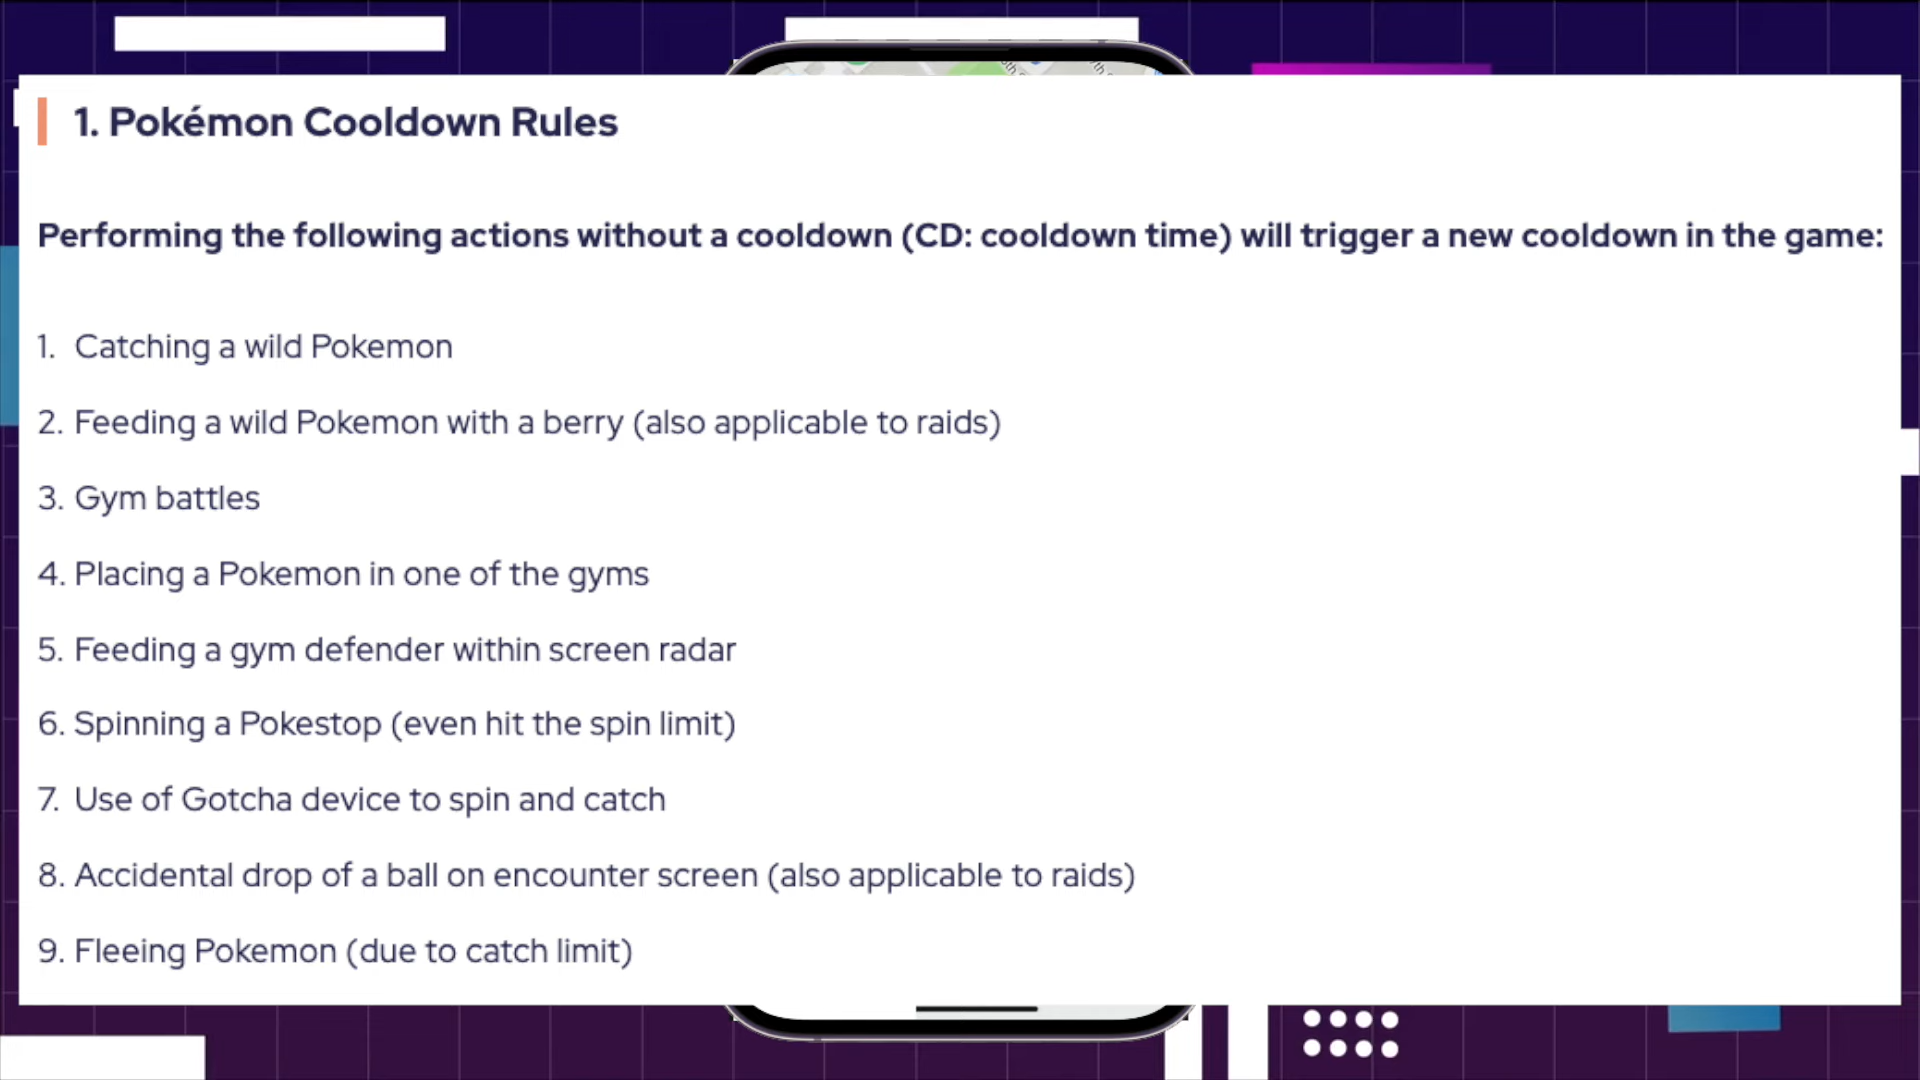 1. Pokémon Cooldown Rules
Performing the following actions without a cooldown (CD: cooldown time) will trigger a new cooldown in the game:
1. Catching a wild Pokemon
2. Feeding a wild Pokemon with a berry (also applicable to raids)
3. Gym battles
4. Placing a Pokemon in one of the gyms
5. Feeding a gym defender within screen radar
6. Spinning a Pokestop (even hit the spin limit)
7. Use of Gotcha device to spin and catch
8. Accidental drop of a ball on encounter screen (also applicable to raids)
9. Fleeing Pokemon (due to catch limit)